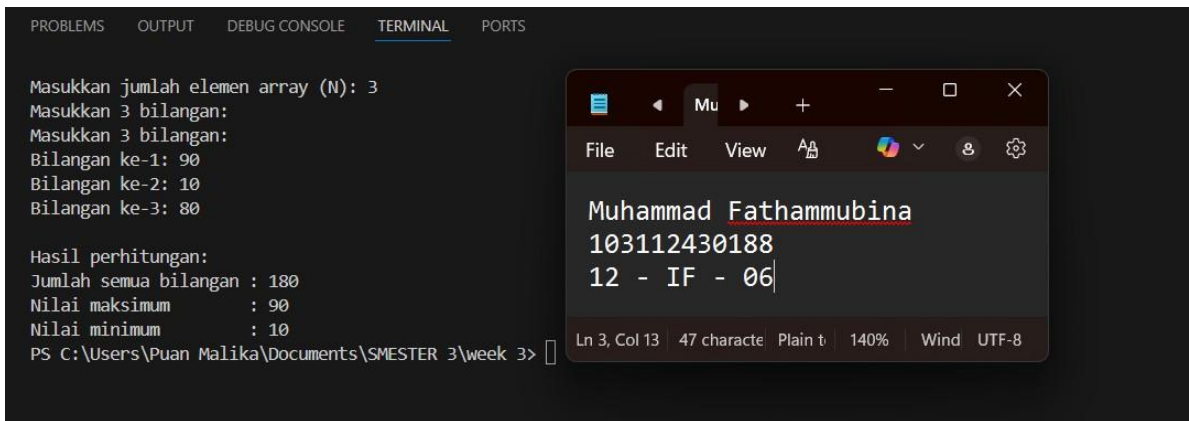 PROBLEMS OUTPUT DEBUG CONSOLE TERMINAL PORTS
Masukkan jumlah elemen array (N): 3
Masukkan 3 bilangan:
Masukkan 3 bilangan:
Bilangan ke-1: 90
Bilangan ke-2: 10
Bilangan ke-3: 80
Hasil perhitungan:
Jumlah semua bilangan : 180
Nilai maksimum : 90
Nilai minimum : 10
PS C:\Users\Puan Malika\Documents\SMESTER 3\week 3>
Mu
File Edit View
Muhammad Fathammubina
103112430188
12 - IF - 06
Ln 3, Col 13 47 characte Plain t 140% Wind UTF-8